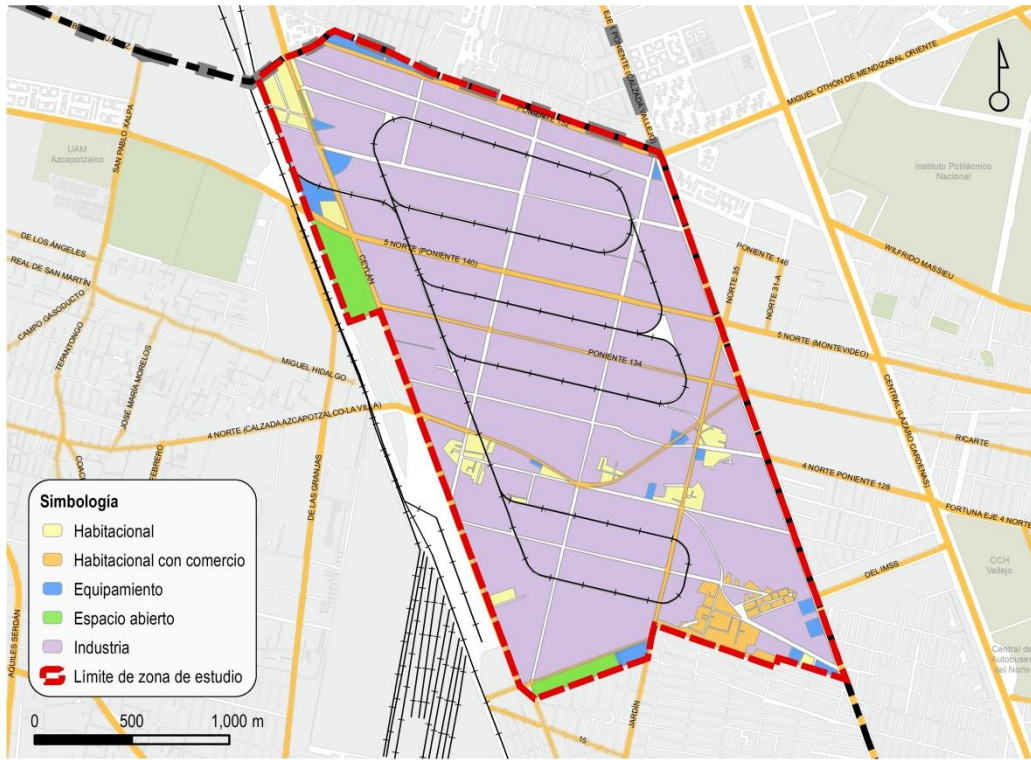 EJE 1 PONIENTE (CALZADA VALLEJO)
MIGUEL OTHÓN DE MENDIZABAL ORIENTE
PONIENTE 152
UAM
Azcapotzalco
SAN PABLO XALPA
Instituto Politécnico
Nacional
DE LOS ÁNGELES
REAL DE SAN MARTÍN
CAMPO GASODUCTO
TEPANTONGO
JOSÉ MARÍA MORELOS
MIGUEL HIDALGO
CEYLÁN
5 NORTE (PONIENTE 140)
PONIENTE 134
PONIENTE 146
NORTE 35
NORTE 31-A
WILFRIDO MASSIEU
5 NORTE (MONTEVIDEO)
CENTRAL (LÁZARO CÁRDENAS)
RICARTE
4 NORTE (CALZADA AZCAPOTZALCO-LA VILLA)
FEBRERO
DE LAS GRANJAS
4 NORTE PONIENTE 128
FORTUNA EJE 4 NORTE
DEL IMSS
CCH
Vallejo
Central de
Autobuses
del Norte
AQUILES SERDÁN
JARDÍN
15
Simbología
Habitacional
Habitacional con comercio
Equipamiento
Espacio abierto
Industria
Límite de zona de estudio
0 500 1,000 m